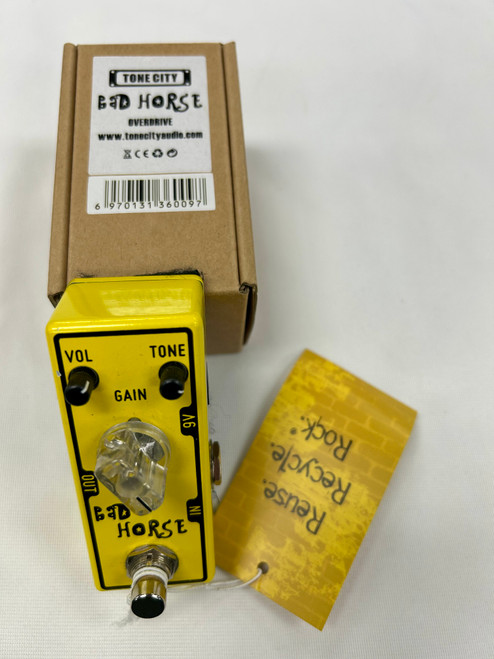 TONE CITY
BaD HORSE
OVERDRIVE
www.tonecityaudio.com
CE
6 970131 360097
VOL
TONE
GAIN
9V
OUT
IN
BaD
HORSE
Reuse.
Recycle.
Rock.®